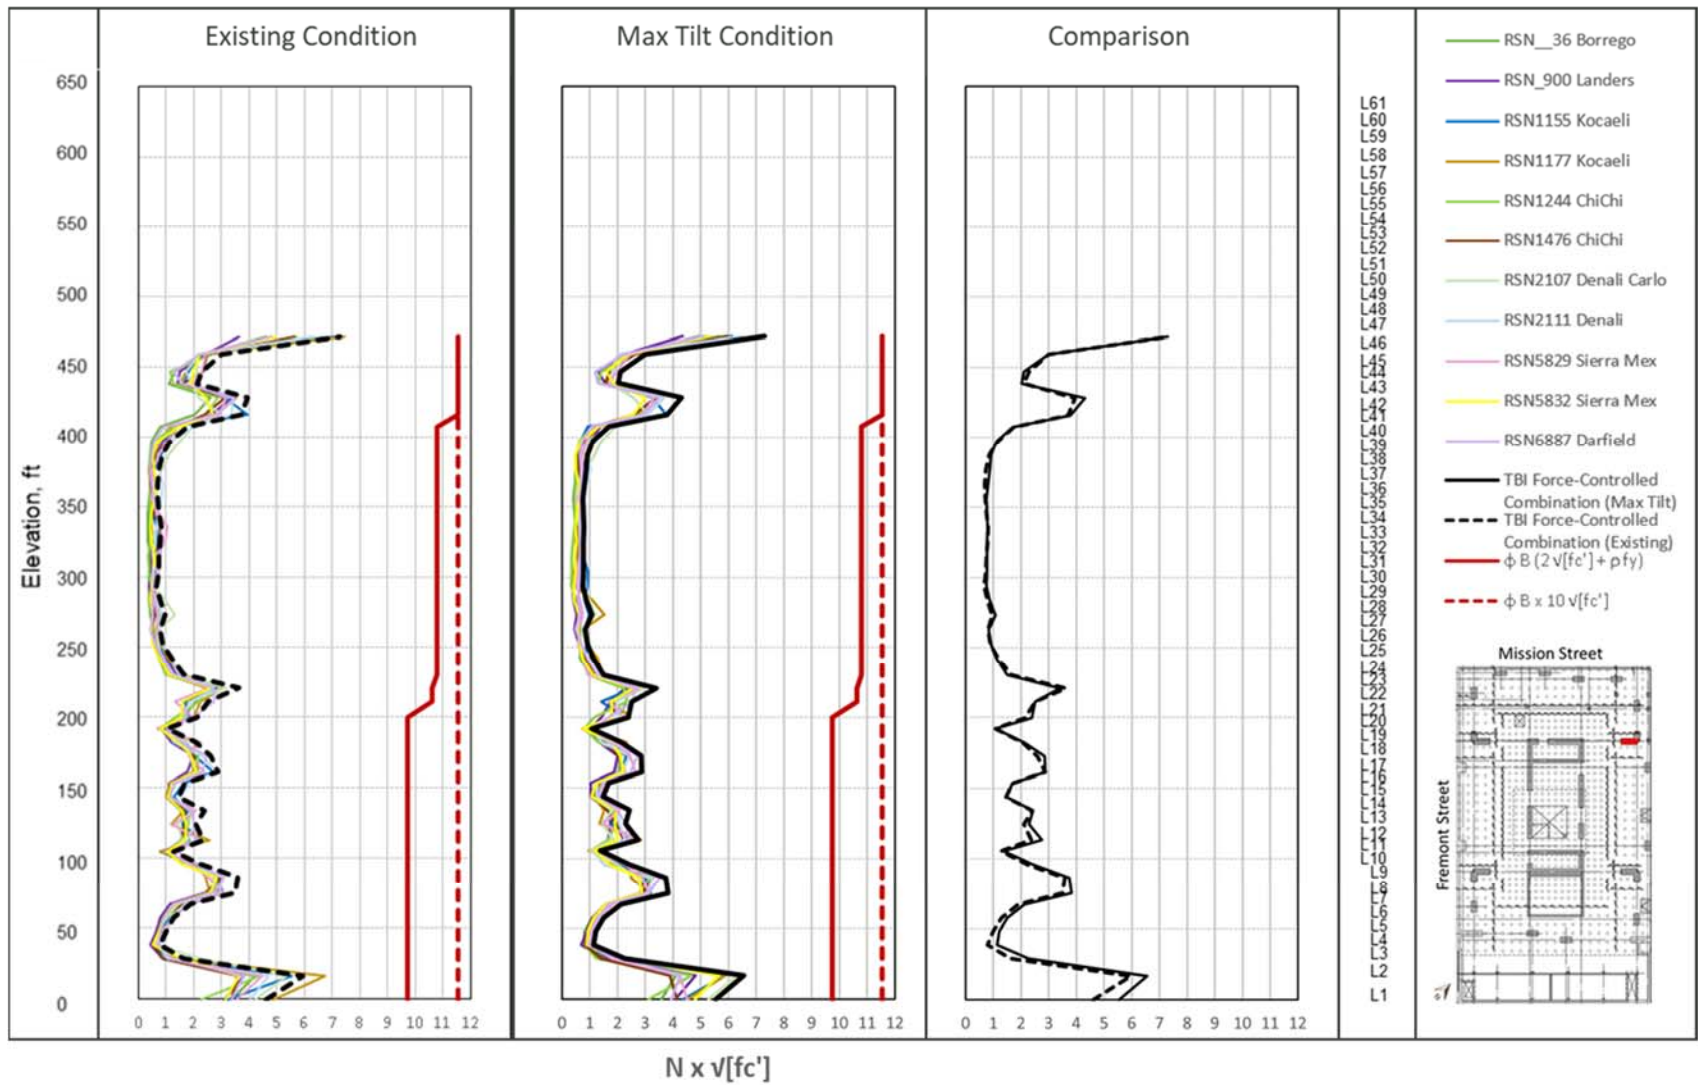 Existing Condition
Max Tilt Condition
Comparison
Elevation, ft
650
600
550
500
450
400
350
300
250
200
150
100
50
0
0 1 2 3 4 5 6 7 8 9 10 11 12
0 1 2 3 4 5 6 7 8 9 10 11 12
0 1 2 3 4 5 6 7 8 9 10 11 12
N x √[fc']
L61
L60
L59
L58
L57
L56
L55
L54
L53
L52
L51
L50
L49
L48
L47
L46
L45
L44
L43
L42
L41
L40
L39
L38
L37
L36
L35
L34
L33
L32
L31
L30
L29
L28
L27
L26
L25
L24
L23
L22
L21
L20
L19
L18
L17
L16
L15
L14
L13
L12
L11
L10
L9
L8
L7
L6
L5
L4
L3
L2
L1
RSN__36 Borrego
RSN_900 Landers
RSN1155 Kocaeli
RSN1177 Kocaeli
RSN1244 ChiChi
RSN1476 ChiChi
RSN2107 Denali Carlo
RSN2111 Denali
RSN5829 Sierra Mex
RSN5832 Sierra Mex
RSN6887 Darfield
TBI Force-Controlled
Combination (Max Tilt)
TBI Force-Controlled
Combination (Existing)
ϕ B (2 √[fc'] + ρ fy)
ϕ B x 10 √[fc']
Mission Street
Fremont Street